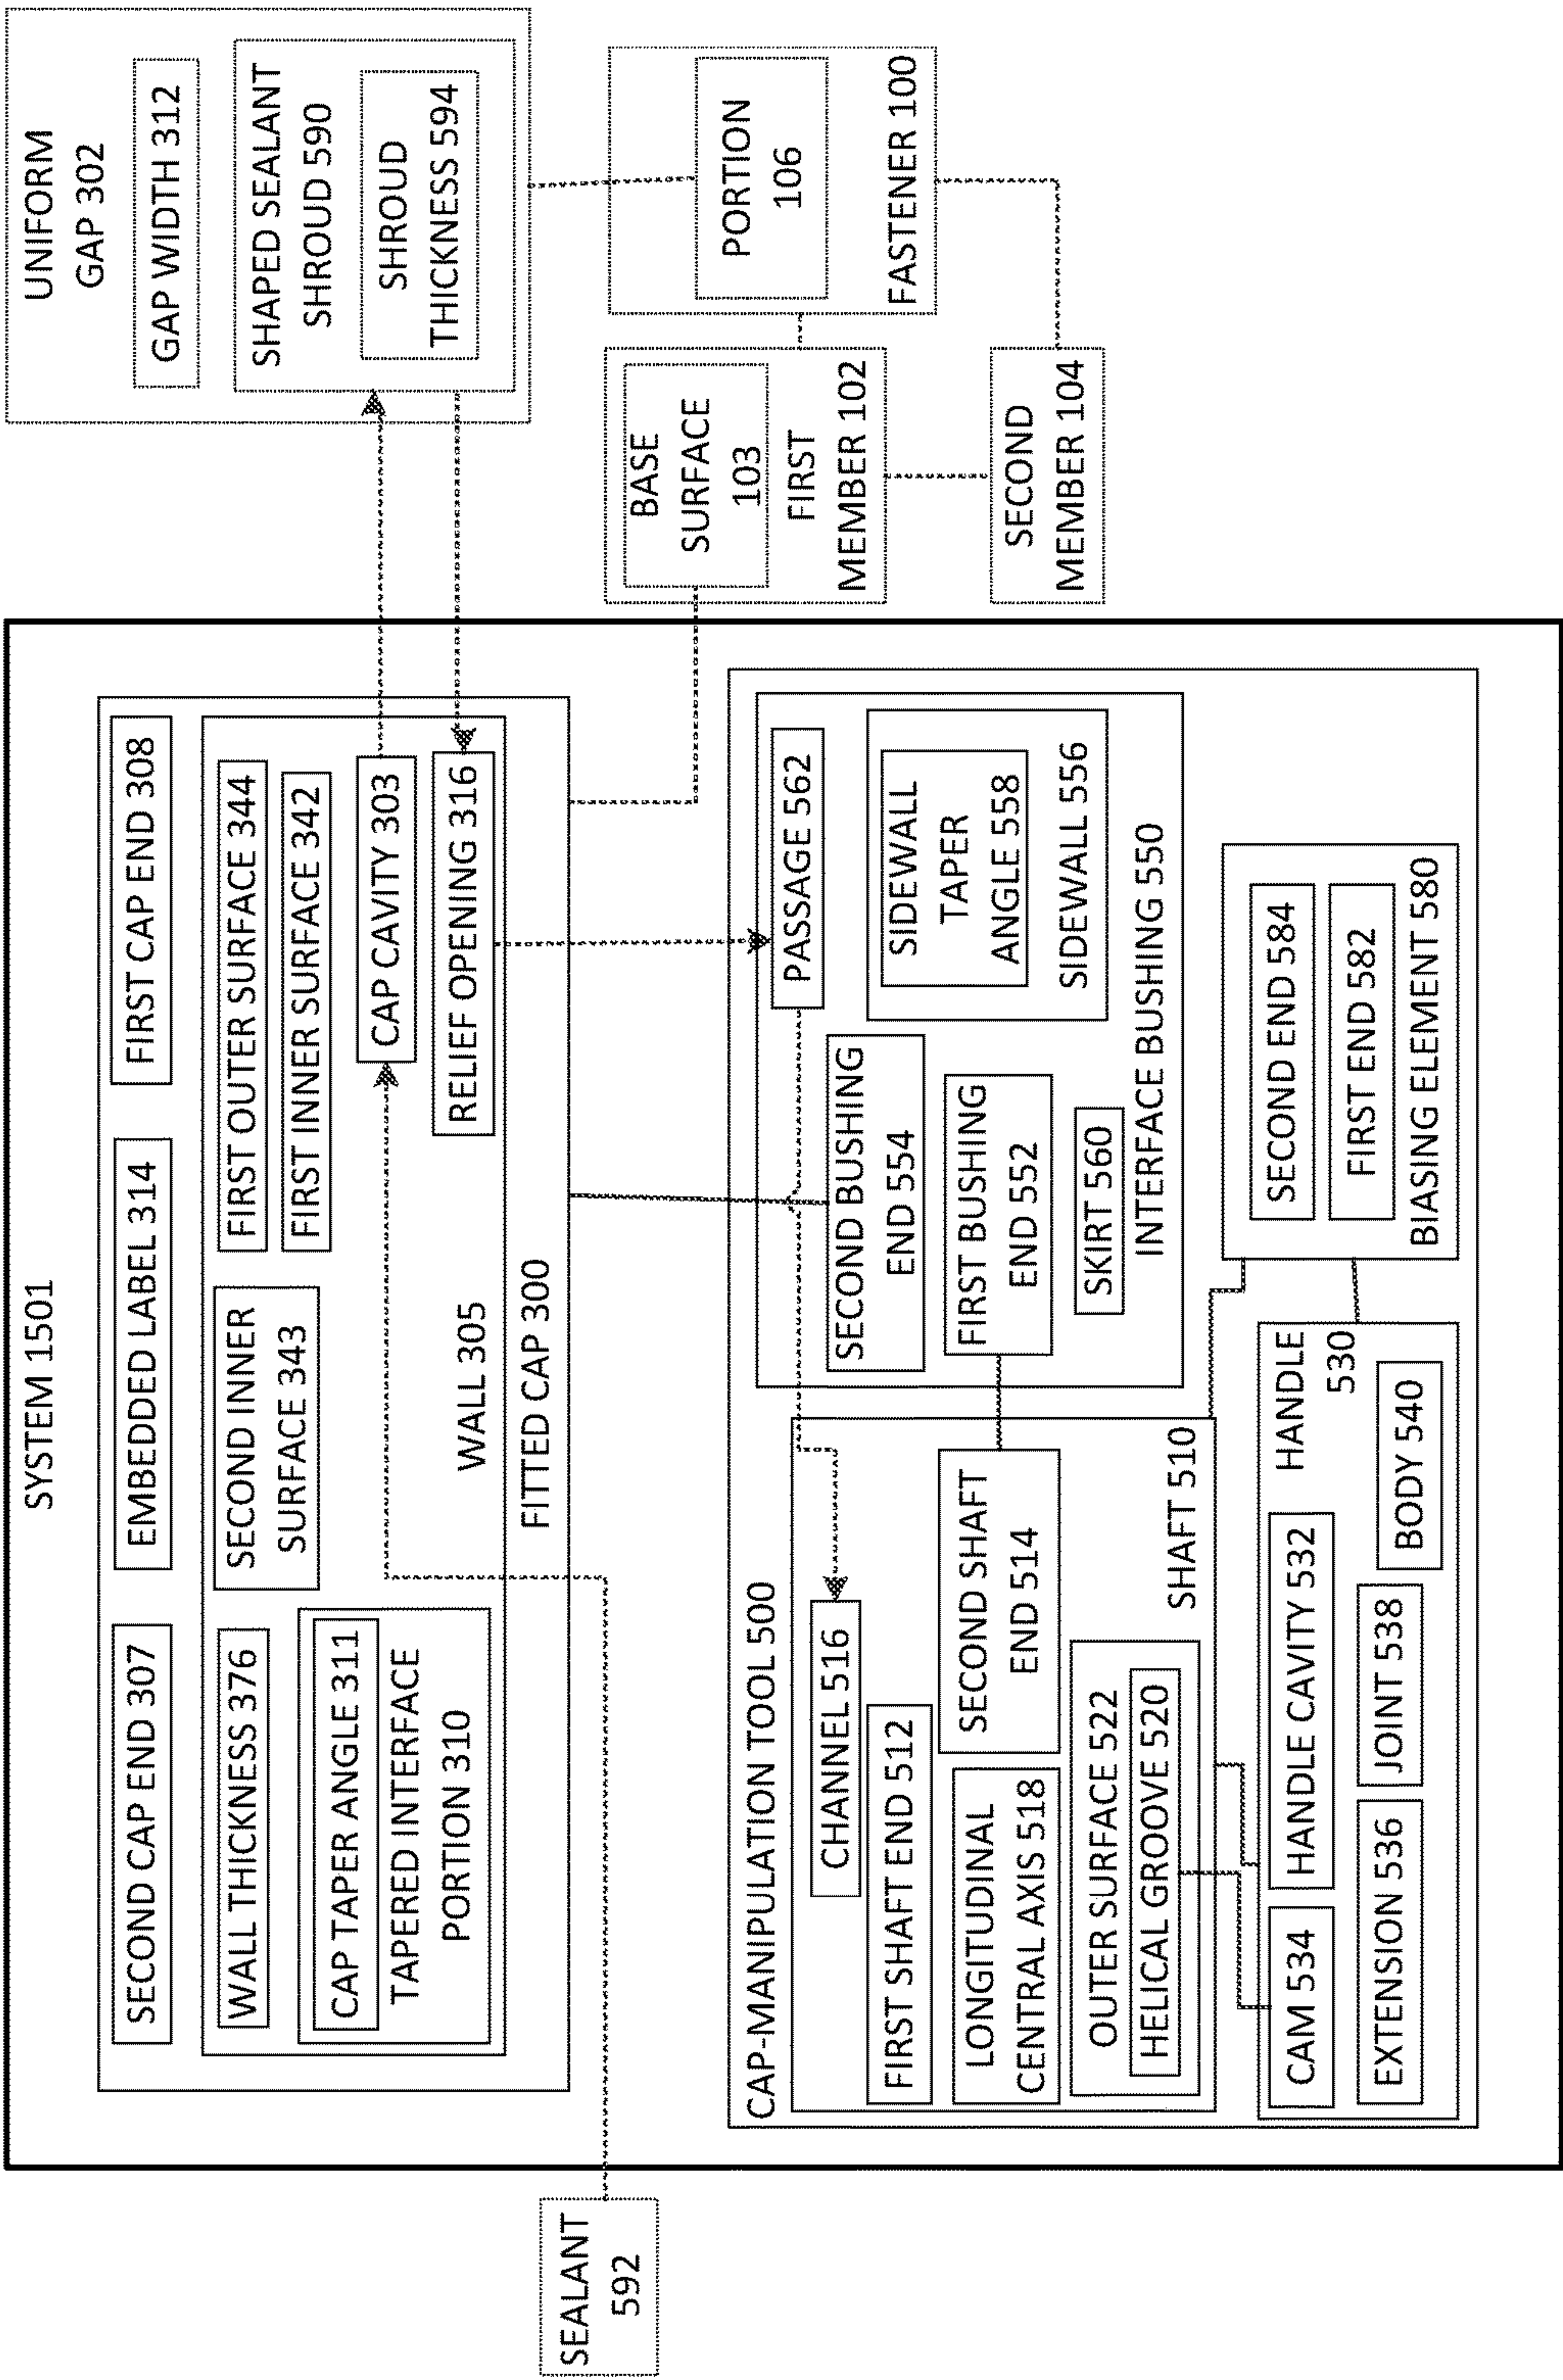 SYSTEM 1501
SECOND CAP END 307
EMBEDDED LABEL 314
FIRST CAP END 308
WALL THICKNESS 376
CAP TAPER ANGLE 311
TAPERED INTERFACE
PORTION 310
SECOND INNER
SURFACE 343
FIRST OUTER SURFACE 344
FIRST INNER SURFACE 342
CAP CAVITY 303
RELIEF OPENING 316
WALL 305
FITTED CAP 300
SEALANT
592
UNIFORM
GAP 302
GAP WIDTH 312
SHAPED SEALANT
SHROUD 590
SHROUD
THICKNESS 594
BASE
SURFACE
103
FIRST
MEMBER 102
PORTION
106
FASTENER 100
SECOND
MEMBER 104
CAP-MANIPULATION TOOL 500
CHANNEL 516
FIRST SHAFT END 512
LONGITUDINAL
CENTRAL AXIS 518
SECOND SHAFT
END 514
OUTER SURFACE 522
HELICAL GROOVE 520
SHAFT 510
PASSAGE 562
SECOND BUSHING
END 554
FIRST BUSHING
END 552
SKIRT 560
SIDEWALL
TAPER
ANGLE 558
SIDEWALL 556
INTERFACE BUSHING 550
CAM 534
HANDLE CAVITY 532
HANDLE
530
EXTENSION 536
JOINT 538
BODY 540
SECOND END 584
FIRST END 582
BIASING ELEMENT 580